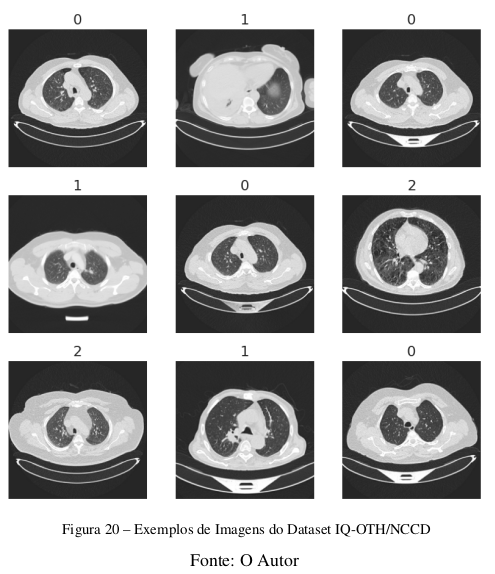 0 1 0
1 0 2
2 1 0
Figura 20 – Exemplos de Imagens do Dataset IQ-OTH/NCCD
Fonte: O Autor